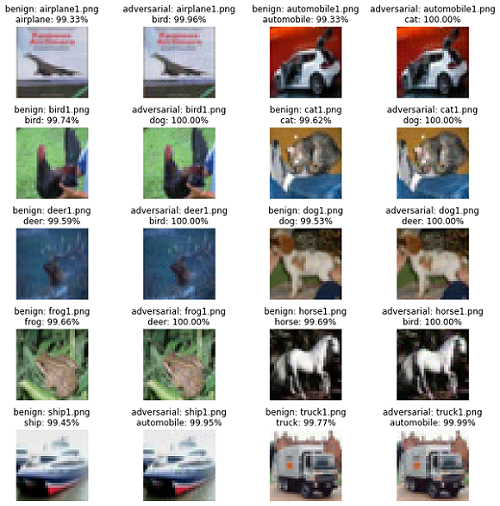 benign: airplane1.png
airplane: 99.33%
adversarial: airplane1.png
bird: 99.96%
benign: automobile1.png
automobile: 99.33%
adversarial: automobile1.png
cat: 100.00%
benign: bird1.png
bird: 99.74%
adversarial: bird1.png
dog: 100.00%
benign: cat1.png
cat: 99.62%
adversarial: cat1.png
dog: 100.00%
benign: deer1.png
deer: 99.59%
adversarial: deer1.png
bird: 100.00%
benign: dog1.png
dog: 99.53%
adversarial: dog1.png
deer: 100.00%
benign: frog1.png
frog: 99.66%
adversarial: frog1.png
deer: 100.00%
benign: horse1.png
horse: 99.69%
adversarial: horse1.png
bird: 100.00%
benign: ship1.png
ship: 99.45%
adversarial: ship1.png
automobile: 99.95%
benign: truck1.png
truck: 99.77%
adversarial: truck1.png
automobile: 99.99%